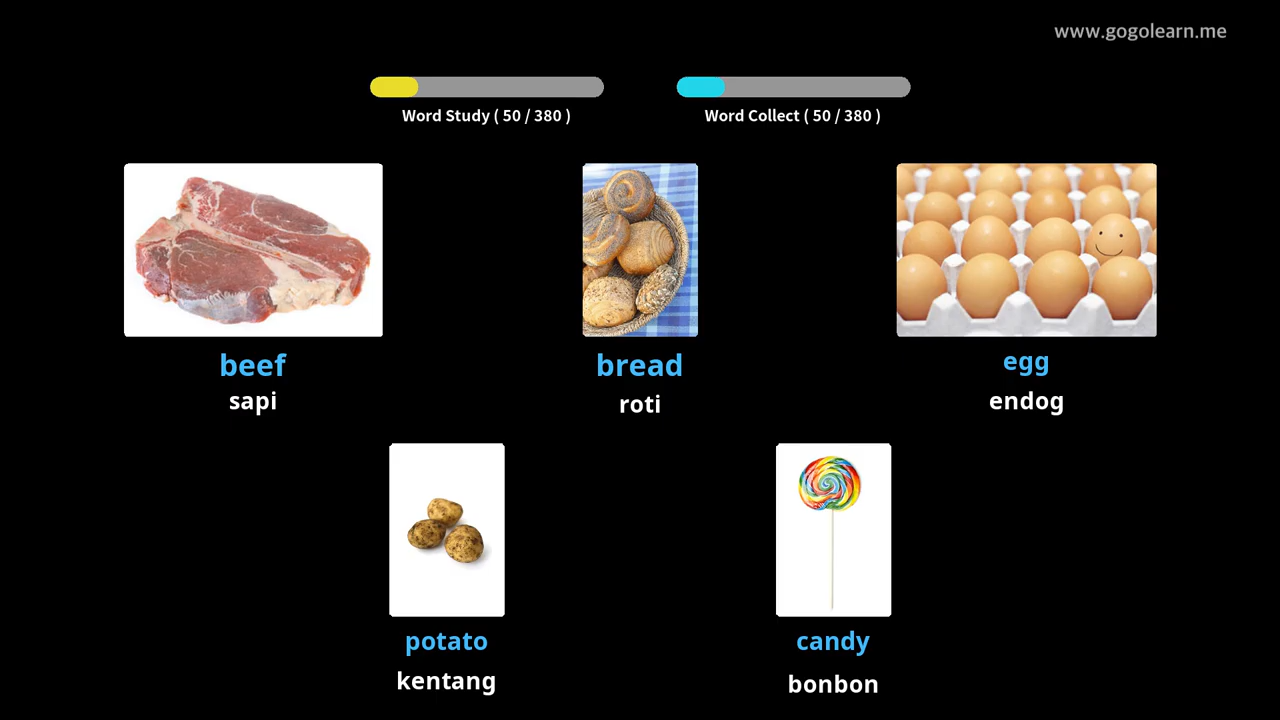 www.gogolearn.me
Word Study ( 50 / 380 )
Word Collect ( 50 / 380 )
beef
sapi
bread
roti
egg
endog
potato
kentang
candy
bonbon